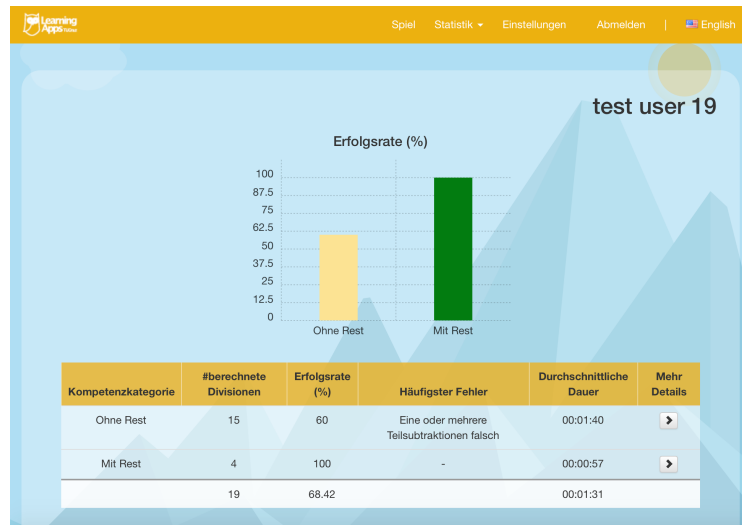 Learning
Apps
Spiel Statistik Einstellungen Abmelden | English
test user 19
Erfolgsrate (%)
100
87.5
75
62.5
50
37.5
25
12.5
0
Ohne Rest Mit Rest
Kompetenzkategorie #berechnete Divisionen Erfolgsrate (%) Häufigster Fehler Durchschnittliche Dauer Mehr Details
Ohne Rest 15 60 Eine oder mehrere Teilsubtraktionen falsch 00:01:40
Mit Rest 4 100 - 00:00:57
19 68.42 00:01:31